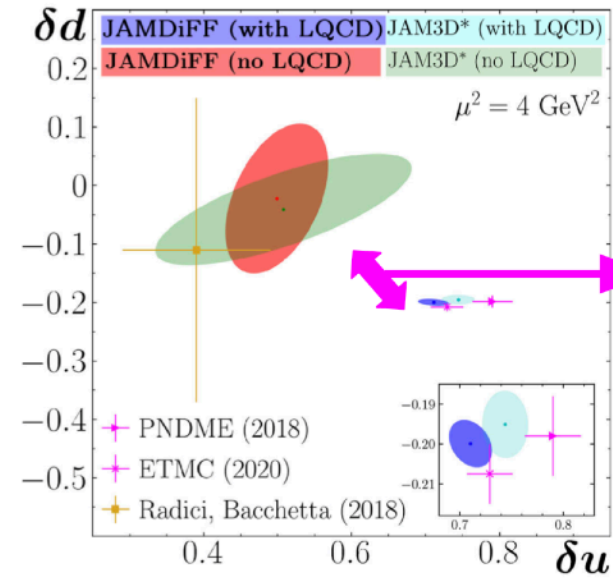 δd
JAMDiFF (with LQCD) JAM3D* (with LQCD)
JAMDiFF (no LQCD) JAM3D* (no LQCD)
μ² = 4 GeV²
0.2
0.1
0
−0.1
−0.2
−0.3
−0.4
−0.5
PNDME (2018)
ETMC (2020)
Radici, Bacchetta (2018)
−0.19
−0.20
−0.21
0.7 0.8
0.4 0.6 0.8 δu